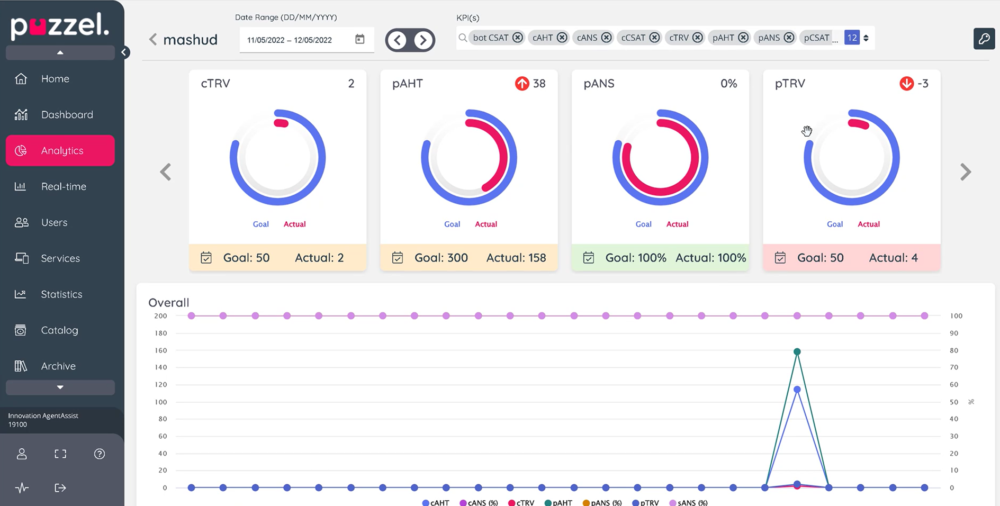 puzzel.
Home
Dashboard
Analytics
Real-time
Users
Services
Statistics
Catalog
Archive
Innovation AgentAssist
19100
mashud
Date Range (DD/MM/YYYY)
11/05/2022 – 12/05/2022
KPI(s)
bot CSAT cAHT cANS cCSAT cTRV pAHT pANS pCSAT ... 12
cTRV 2
Goal Actual
Goal: 50 Actual: 2
pAHT 38
Goal Actual
Goal: 300 Actual: 158
pANS 0%
Goal Actual
Goal: 100% Actual: 100%
pTRV -3
Goal Actual
Goal: 50 Actual: 4
Overall
200 100
180 90
160 80
140 70
120 60
100 50 %
80 40
60 30
40 20
20 10
0 0
cAHT cANS (%) cTRV pAHT pANS (%) pTRV sANS (%)